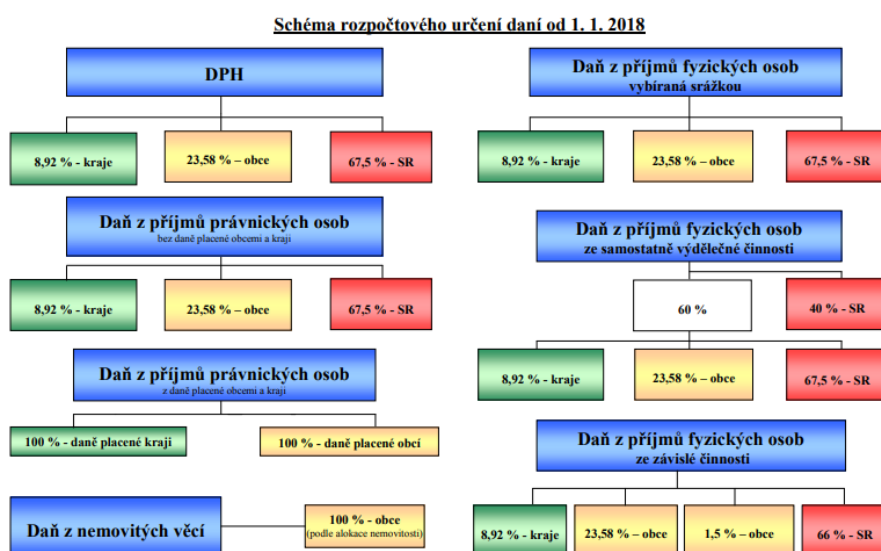 Schéma rozpočtového určení daní od 1. 1. 2018
DPH
8,92 % - kraje
23,58 % – obce
67,5 % - SR
Daň z příjmů právnických osob
bez daně placené obcemi a kraji
8,92 % - kraje
23,58 % – obce
67,5 % - SR
Daň z příjmů právnických osob
z daně placené obcemi a kraji
100 % - daně placené kraji
100 % - daně placené obcí
Daň z nemovitých věcí
100 % - obce
(podle alokace nemovitosti)
Daň z příjmů fyzických osob
vybíraná srážkou
8,92 % - kraje
23,58 % – obce
67,5 % - SR
Daň z příjmů fyzických osob
ze samostatně výdělečné činnosti
60 %
40 % - SR
8,92 % - kraje
23,58 % – obce
67,5 % - SR
Daň z příjmů fyzických osob
ze závislé činnosti
8,92 % - kraje
23,58 % – obce
1,5 % – obce
66 % - SR